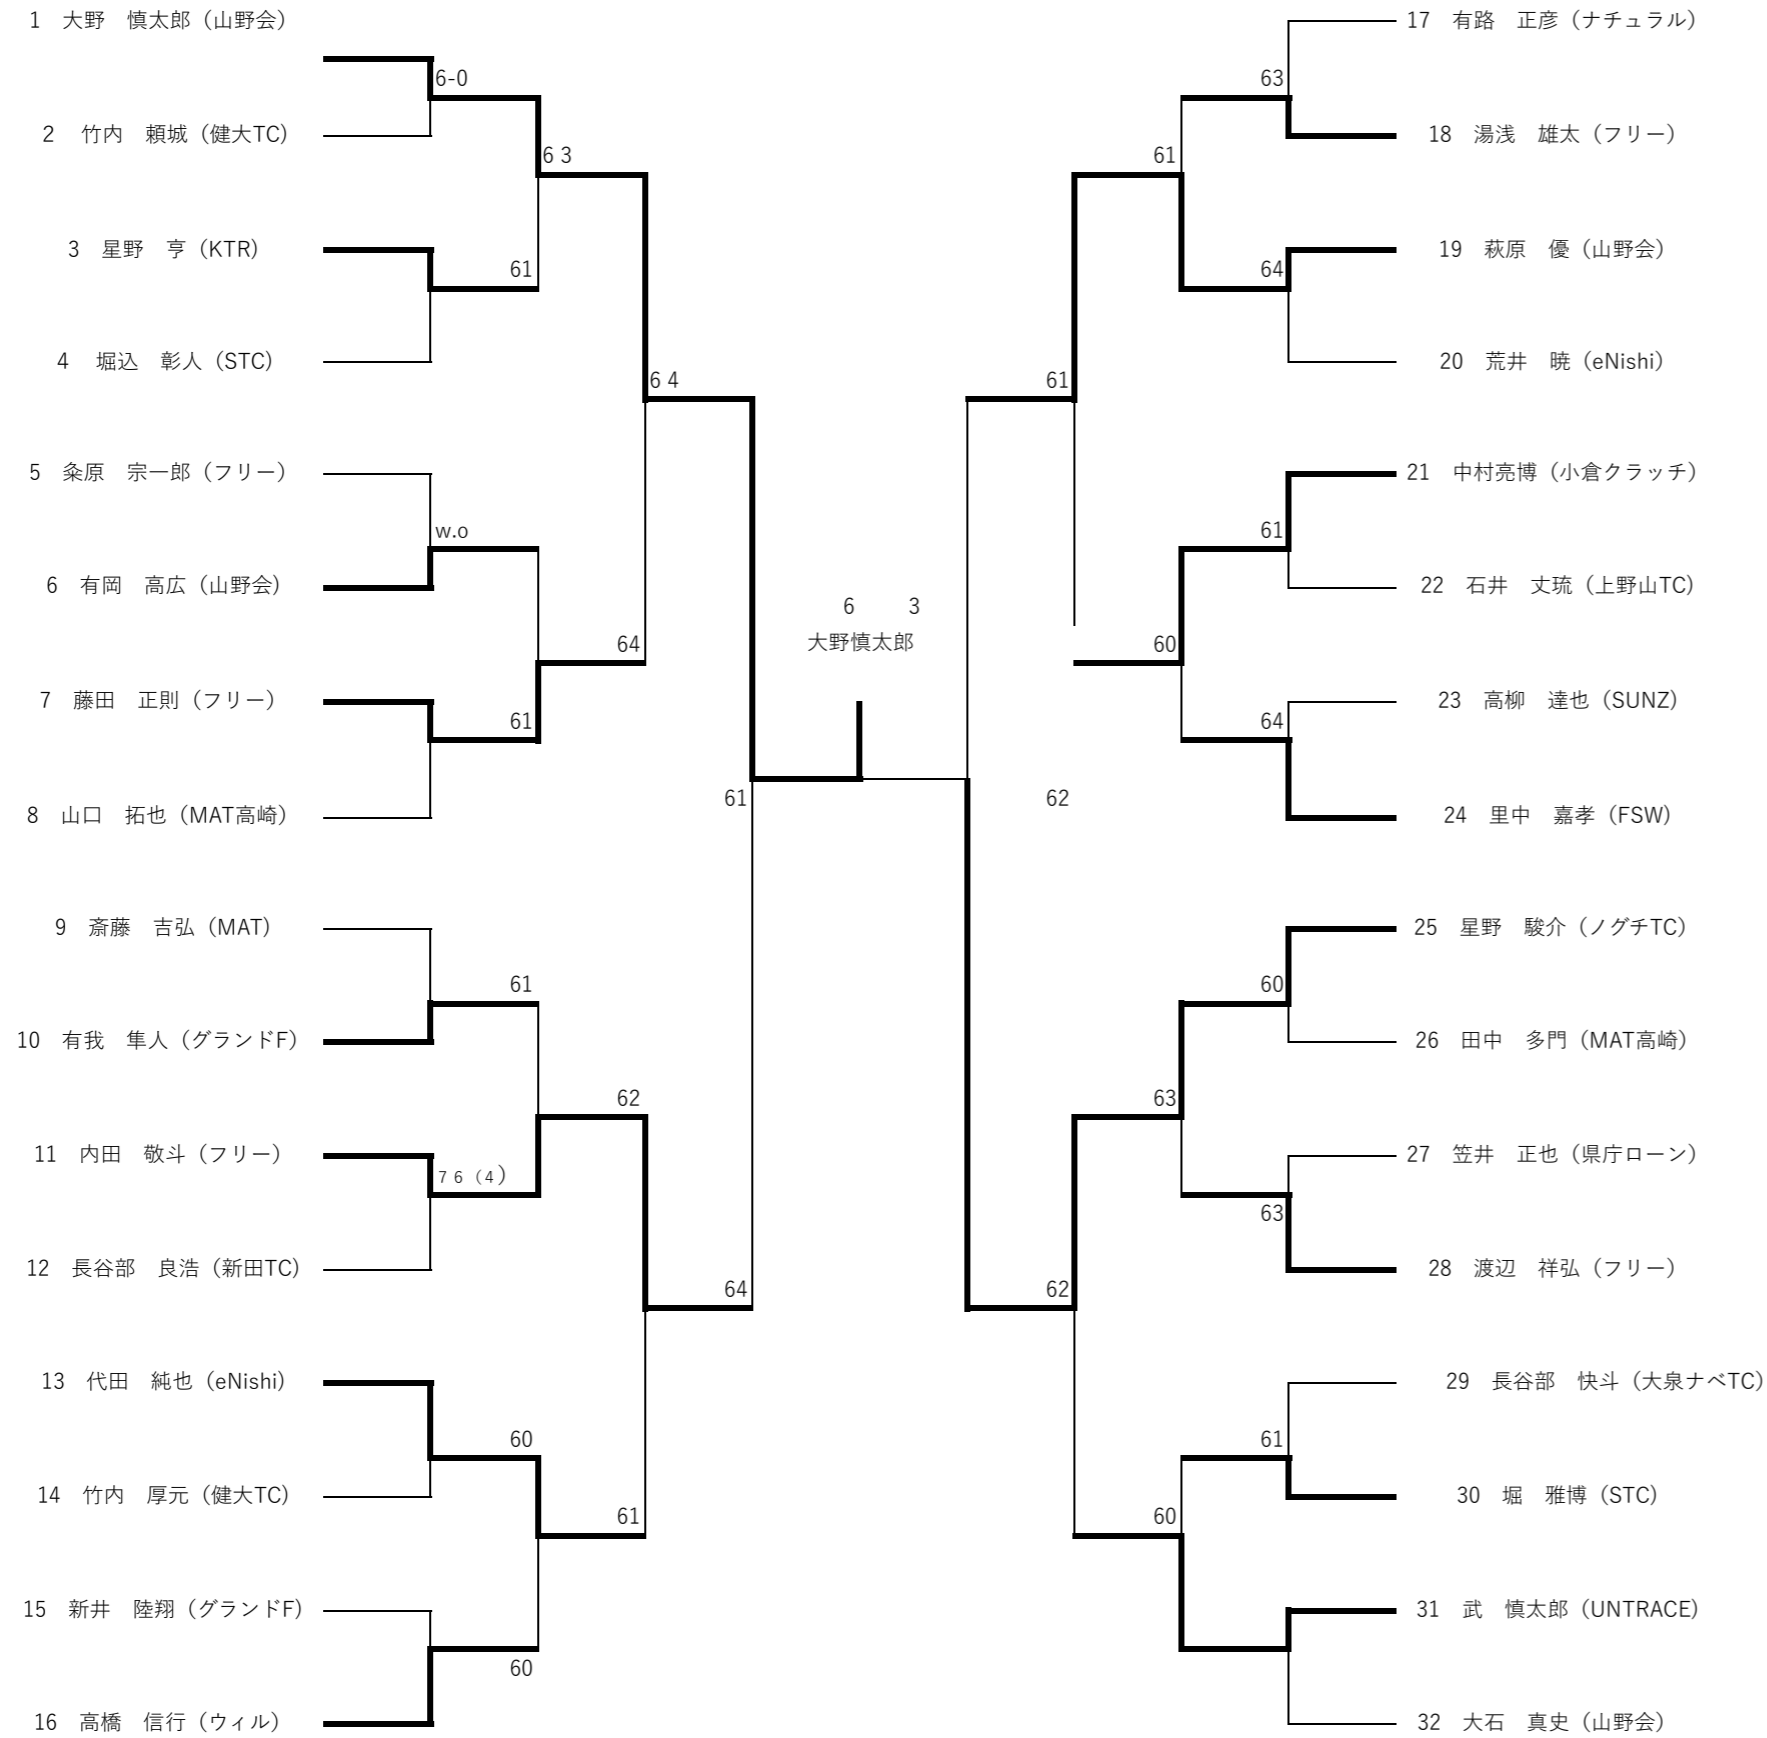 1　大野　慎太郎（山野会）
6-0
2　竹内　頼城（健大TC）
6 3
3　星野　亨（KTR）
61
4　堀込　彰人（STC）
6 4
5　粂原　宗一郎（フリー）
w.o
6　有岡　高広（山野会）
64
7　藤田　正則（フリー）
61
8　山口　拓也（MAT高崎）
61
9　斎藤　吉弘（MAT）
61
10　有我　隼人（グランドF）
62
11　内田　敬斗（フリー）
7 6（4）
12　長谷部　良浩（新田TC）
64
13　代田　純也（eNishi）
60
14　竹内　厚元（健大TC）
61
15　新井　陸翔（グランドF）
60
16　高橋　信行（ウィル）
6　　3
大野慎太郎
17　有路　正彦（ナチュラル）
63
18　湯浅　雄太（フリー）
61
19　萩原　優（山野会）
64
20　荒井　暁（eNishi）
61
21　中村亮博（小倉クラッチ）
61
22　石井　丈琉（上野山TC）
60
23　高柳　達也（SUNZ）
64
24　里中　嘉孝（FSW）
62
25　星野　駿介（ノグチTC）
60
26　田中　多門（MAT高崎）
63
27　笠井　正也（県庁ローン）
63
28　渡辺　祥弘（フリー）
62
29　長谷部　快斗（大泉ナベTC）
61
30　堀　雅博（STC）
60
31　武　慎太郎（UNTRACE）
32　大石　真史（山野会）